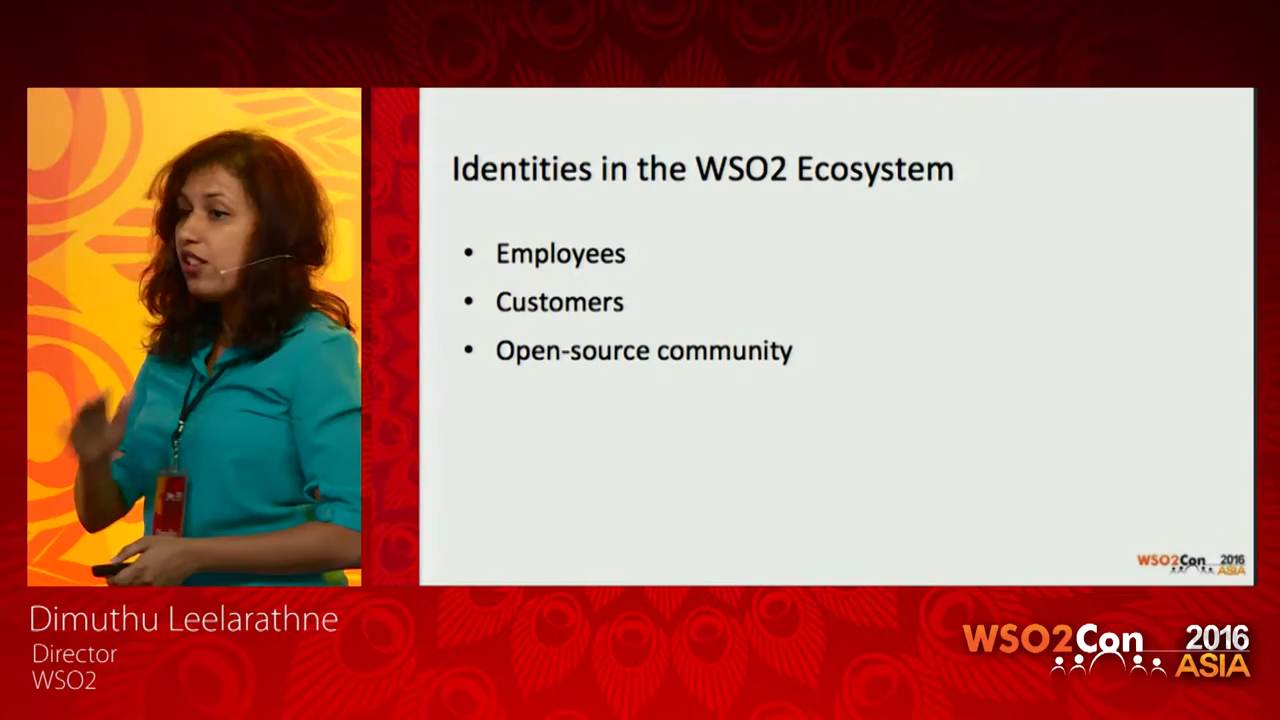 Identities in the WSO2 Ecosystem
• Employees
• Customers
• Open-source community
WSO2Con 2016
ASIA
Dimuthu Leelarathne
Director
WSO2
WSO2Con 2016
ASIA